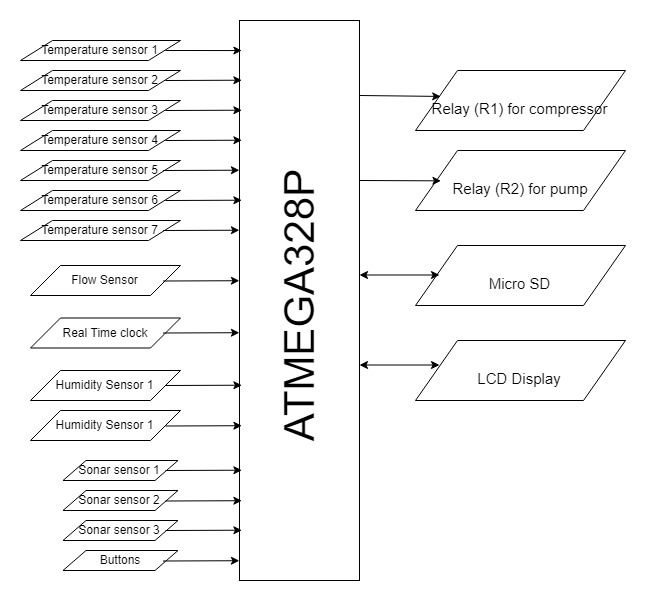 Temperature sensor 1
Temperature sensor 2
Temperature sensor 3
Temperature sensor 4
Temperature sensor 5
Temperature sensor 6
Temperature sensor 7
Flow Sensor
Real Time clock
Humidity Sensor 1
Humidity Sensor 1
Sonar sensor 1
Sonar sensor 2
Sonar sensor 3
Buttons
ATMEGA328P
Relay (R1) for compressor
Relay (R2) for pump
Micro SD
LCD Display